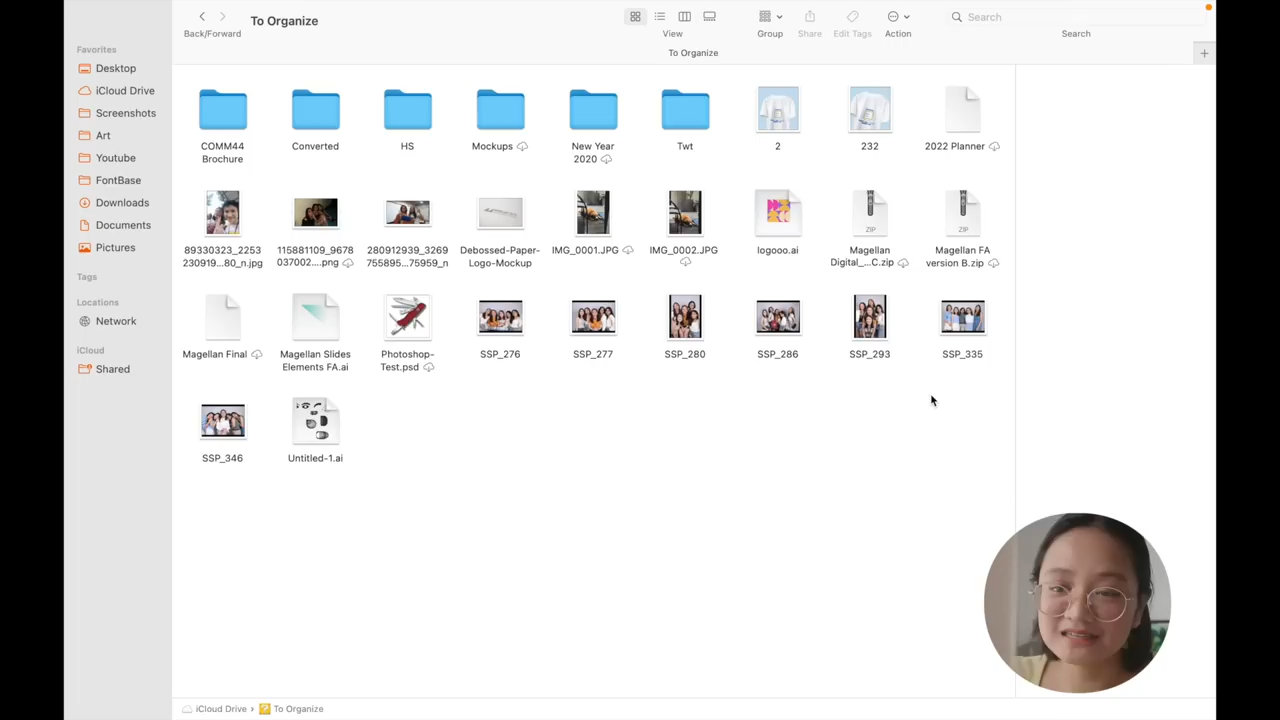 To Organize
Back/Forward
View
Group
Share
Edit Tags
Action
Search
Search
To Organize
Favorites
Desktop
iCloud Drive
Screenshots
Art
Youtube
FontBase
Downloads
Documents
Pictures
Tags
Locations
Network
iCloud
Shared
COMM44
Brochure
Converted
HS
Mockups
New Year
2020
Twt
2
232
2022 Planner
89330323_2253
230919...80_n.jpg
115881109_9678
037002....png
280912939_3269
755895...75959_n
Debossed-Paper-
Logo-Mockup
IMG_0001.JPG
IMG_0002.JPG
logooo.ai
ZIP
Magellan
Digital_...C.zip
ZIP
Magellan FA
version B.zip
Magellan Final
Magellan Slides
Elements FA.ai
Photoshop-
Test.psd
SSP_276
SSP_277
SSP_280
SSP_286
SSP_293
SSP_335
SSP_346
Untitled-1.ai
iCloud Drive › To Organize